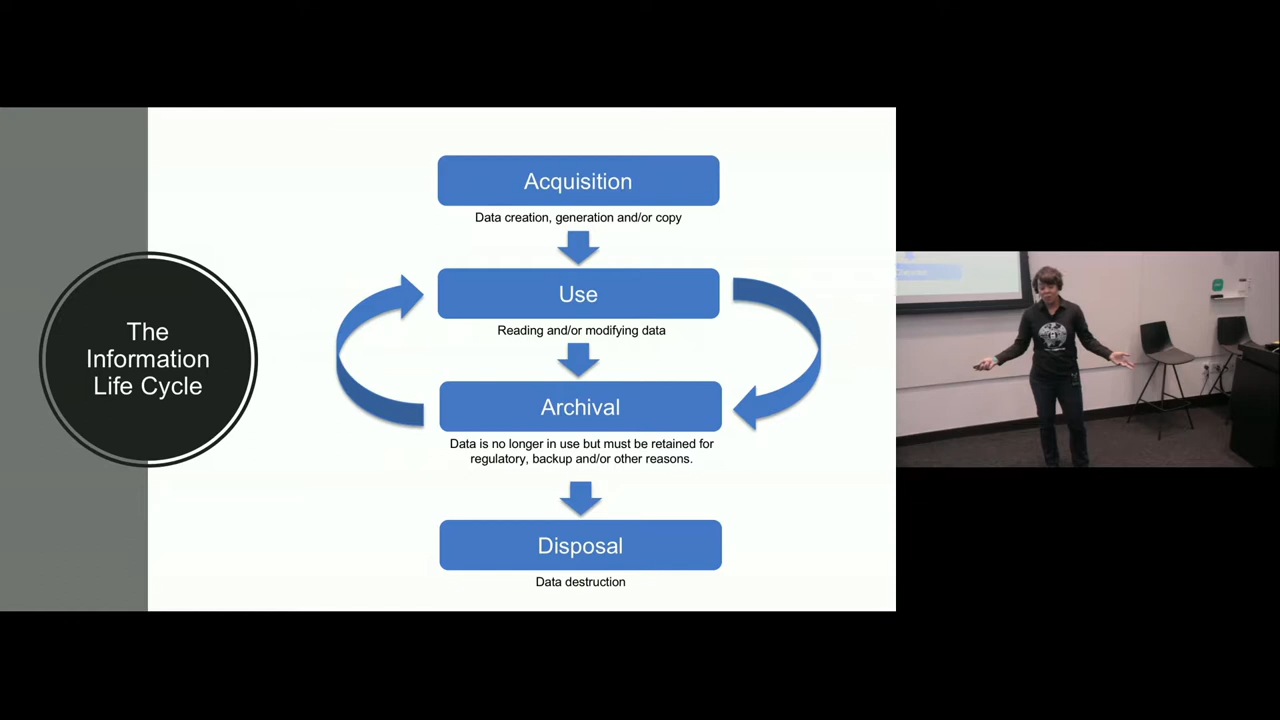 The
Information
Life Cycle
Acquisition
Data creation, generation and/or copy
Use
Reading and/or modifying data
Archival
Data is no longer in use but must be retained for
regulatory, backup and/or other reasons.
Disposal
Data destruction
Disposal